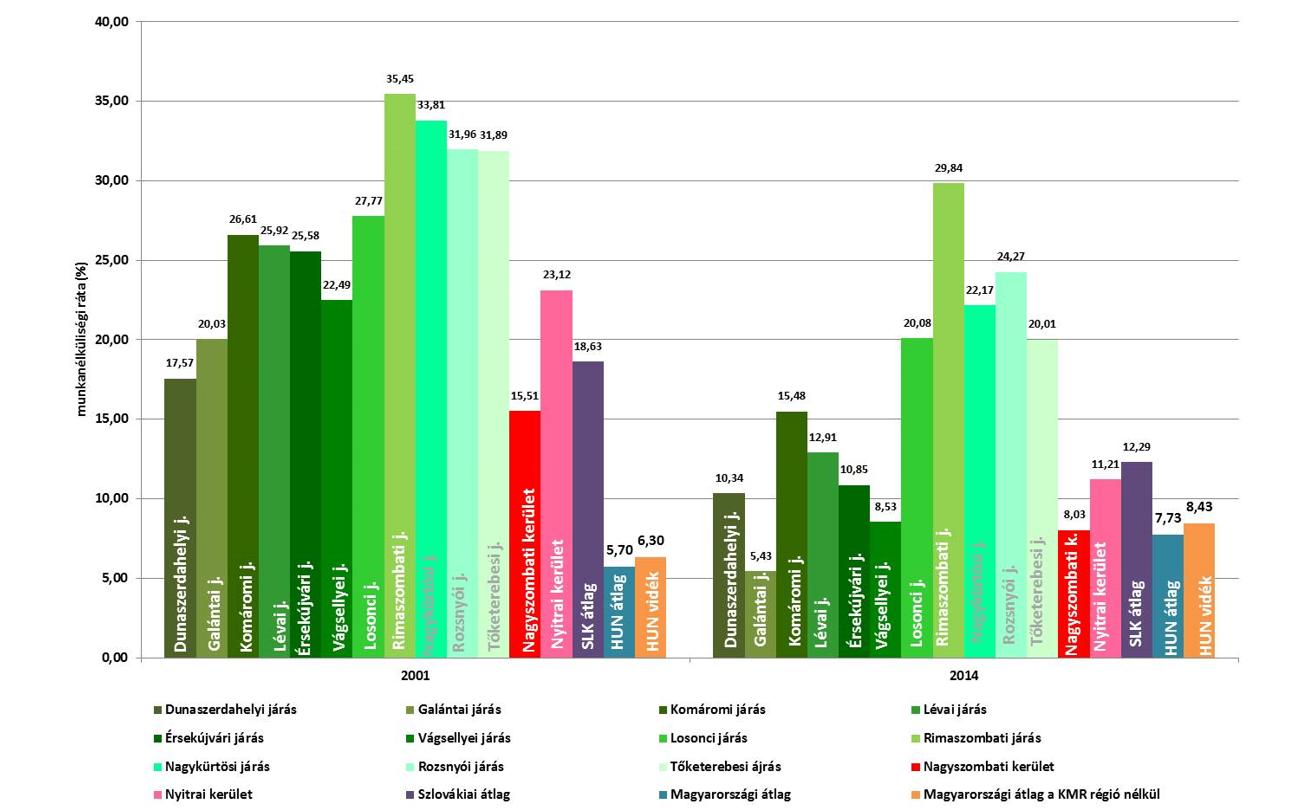 40,00
35,00
30,00
25,00
20,00
15,00
10,00
5,00
0,00
munkanélküliségi ráta (%)
17,57
20,03
26,61
25,92
25,58
22,49
27,77
35,45
33,81
31,96
31,89
15,51
23,12
18,63
5,70
6,30
Dunaszerdahelyi j.
Galántai j.
Komáromi j.
Lévai j.
Érsekújvári j.
Vágsellyei j.
Losonci j.
Rimaszombati j.
Nagykürtösi j.
Rozsnyói j.
Tőketerebesi j.
Nagyszombati kerület
Nyitrai kerület
SLK átlag
HUN átlag
HUN vidék
10,34
5,43
15,48
12,91
10,85
8,53
20,08
29,84
22,17
24,27
20,01
8,03
11,21
12,29
7,73
8,43
Dunaszerdahelyi j.
Galántai j.
Komáromi j.
Lévai j.
Érsekújvári j.
Vágsellyei j.
Losonci j.
Rimaszombati j.
Nagykürtösi j.
Rozsnyói j.
Tőketerebesi j.
Nagyszombati k.
Nyitrai kerület
SLK átlag
HUN átlag
HUN vidék
2001
2014
Dunaszerdahelyi járás
Galántai járás
Komáromi járás
Lévai járás
Érsekújvári járás
Vágsellyei járás
Losonci járás
Rimaszombati járás
Nagykürtösi járás
Rozsnyói járás
Tőketerebesi ájrás
Nagyszombati kerület
Nyitrai kerület
Szlovákiai átlag
Magyarországi átlag
Magyarországi átlag a KMR régió nélkül